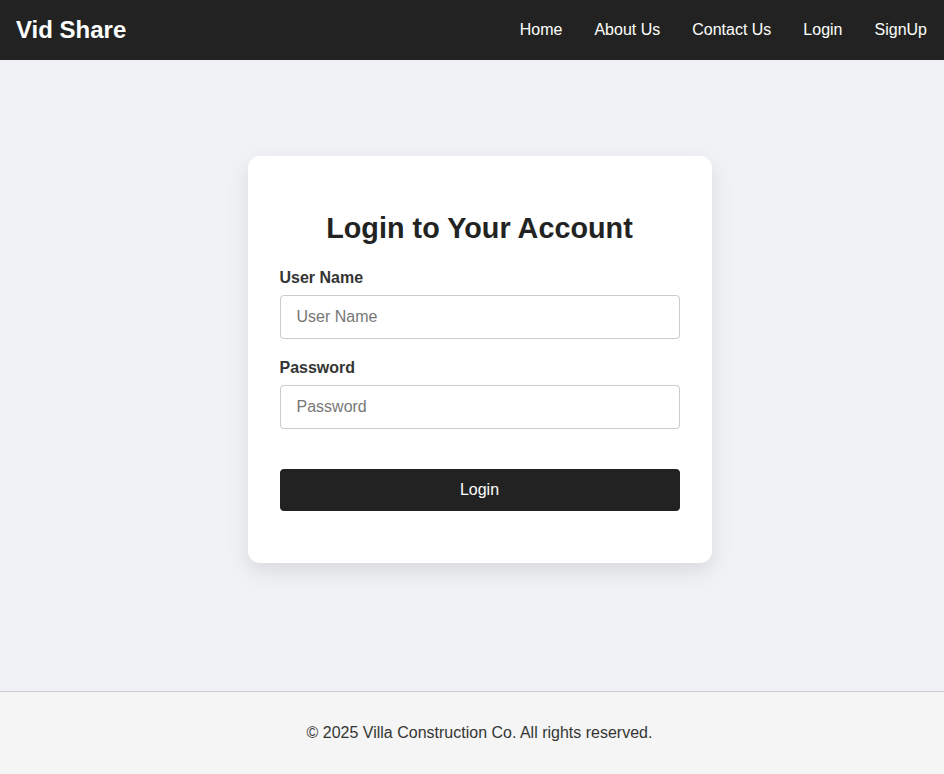 Vid Share
Home About Us Contact Us Login SignUp
Login to Your Account
User Name
User Name
Password
Password
Login
© 2025 Villa Construction Co. All rights reserved.